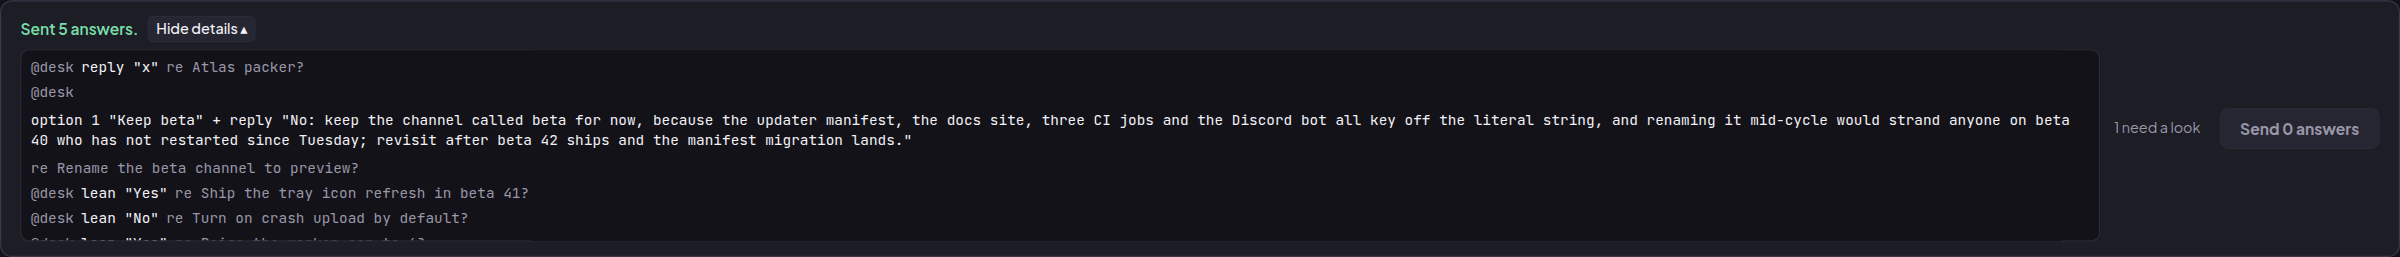 Sent 5 answers. Hide details ▴
@desk reply "x" re Atlas packer?
@desk
option 1 "Keep beta" + reply "No: keep the channel called beta for now, because the updater manifest, the docs site, three CI jobs and the Discord bot all key off the literal string, and renaming it mid-cycle would strand anyone on beta
40 who has not restarted since Tuesday; revisit after beta 42 ships and the manifest migration lands."
re Rename the beta channel to preview?
@desk lean "Yes" re Ship the tray icon refresh in beta 41?
@desk lean "No" re Turn on crash upload by default?
1 need a look
Send 0 answers